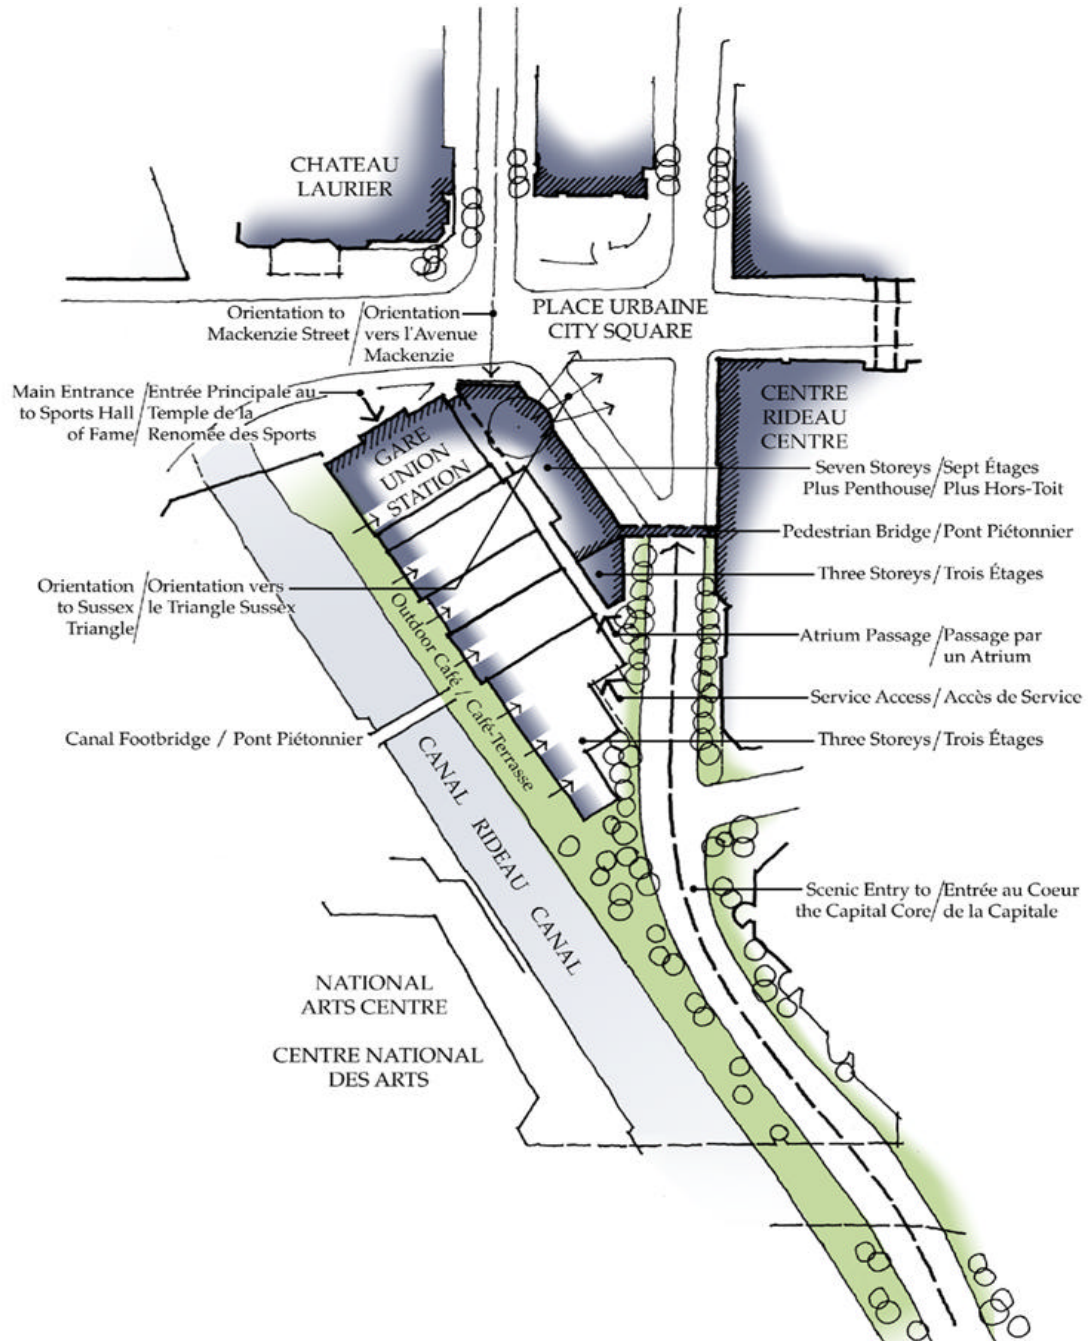 CHATEAU
LAURIER
Orientation to / Orientation
Mackenzie Street / vers l'Avenue
Mackenzie
PLACE URBAINE
CITY SQUARE
Main Entrance / Entrée Principale au
to Sports Hall / Temple de la
of Fame / Renomée des Sports
GARE
UNION
STATION
CENTRE
RIDEAU
CENTRE
Seven Storeys / Sept Étages
Plus Penthouse / Plus Hors-Toit
Pedestrian Bridge / Pont Piétonnier
Three Storeys / Trois Étages
Orientation / Orientation vers
to Sussex / le Triangle Sussex
Triangle /
Outdoor Café / Café-Terrasse
Atrium Passage / Passage par
un Atrium
Service Access / Accès de Service
Canal Footbridge / Pont Piétonnier
Three Storeys / Trois Étages
CANAL RIDEAU CANAL
Scenic Entry to / Entrée au Coeur
the Capital Core / de la Capitale
NATIONAL
ARTS CENTRE
CENTRE NATIONAL
DES ARTS